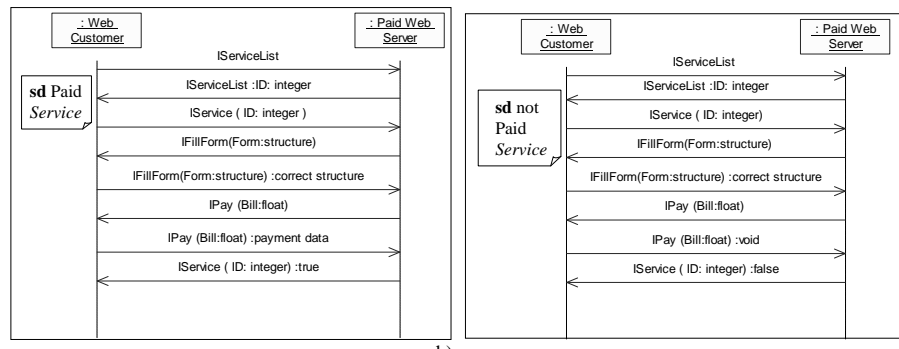 : Web
Customer
: Paid Web
Server
IServiceList
IServiceList :ID: integer
sd Paid
Service
IService ( ID: integer )
IFillForm(Form:structure)
IFillForm(Form:structure) :correct structure
IPay (Bill:float)
IPay (Bill:float) :payment data
IService ( ID: integer) :true
: Web
Customer
: Paid Web
Server
IServiceList
IServiceList :ID: integer
sd not
Paid
Service
IService ( ID: integer)
IFillForm(Form:structure)
IFillForm(Form:structure) :correct structure
IPay (Bill:float)
IPay (Bill:float) :void
IService ( ID: integer) :false